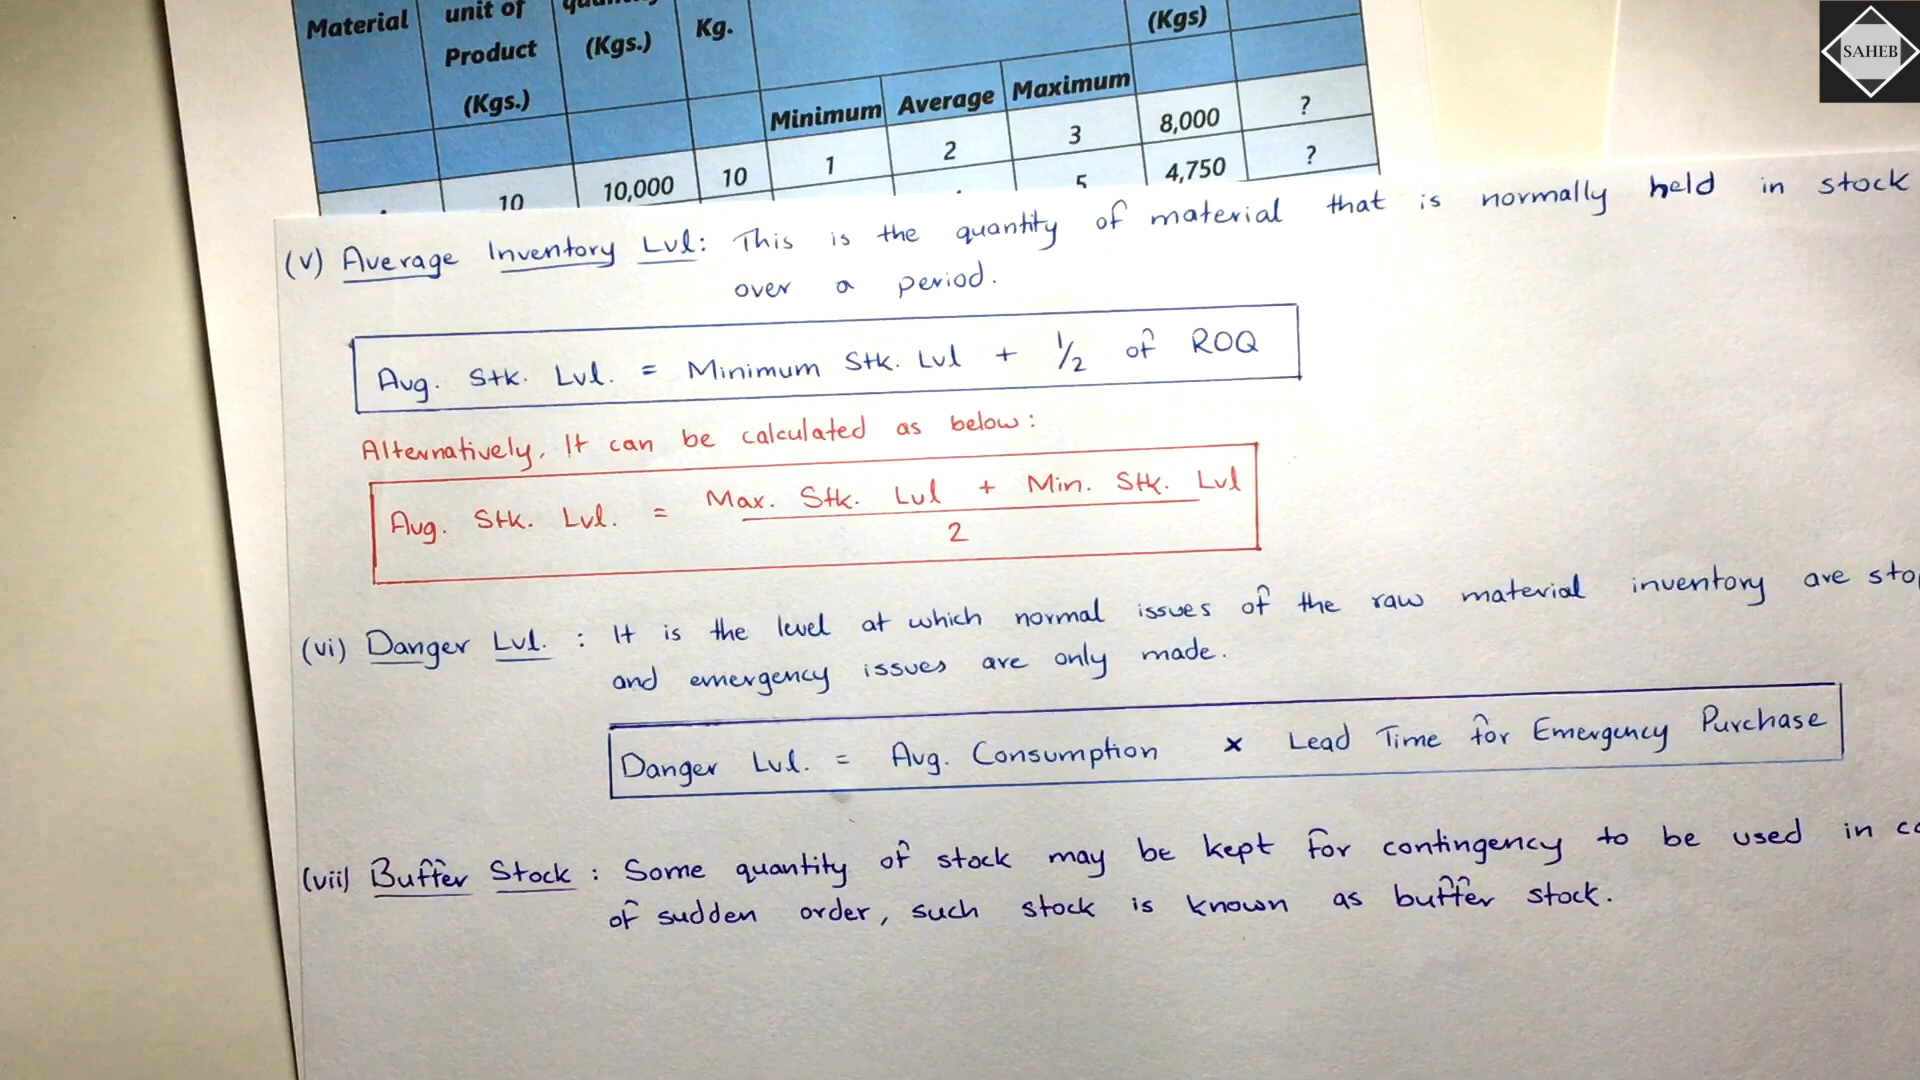 SAHEB
Material unit of Kg. (Kgs)
Product (Kgs.)
(Kgs.)
Minimum Average Maximum
10 10,000 10 1 2 3 8,000 ?
5 4,750 ?
(v) Average Inventory Lvl: This is the quantity of material that is normally held in stock
over a period.
Avg. Stk. Lvl. = Minimum Stk. Lvl + 1/2 of ROQ
Alternatively, It can be calculated as below:
Avg. Stk. Lvl. = Max. Stk. Lvl + Min. Stk. Lvl
2
(vi) Danger Lvl. : It is the level at which normal issues of the raw material inventory are
and emergency issues are only made.
Danger Lvl. = Avg. Consumption x Lead Time for Emergency Purchase
(vii) Buffer Stock : Some quantity of stock may be kept for contingency to be used in
of sudden order, such stock is known as buffer stock.